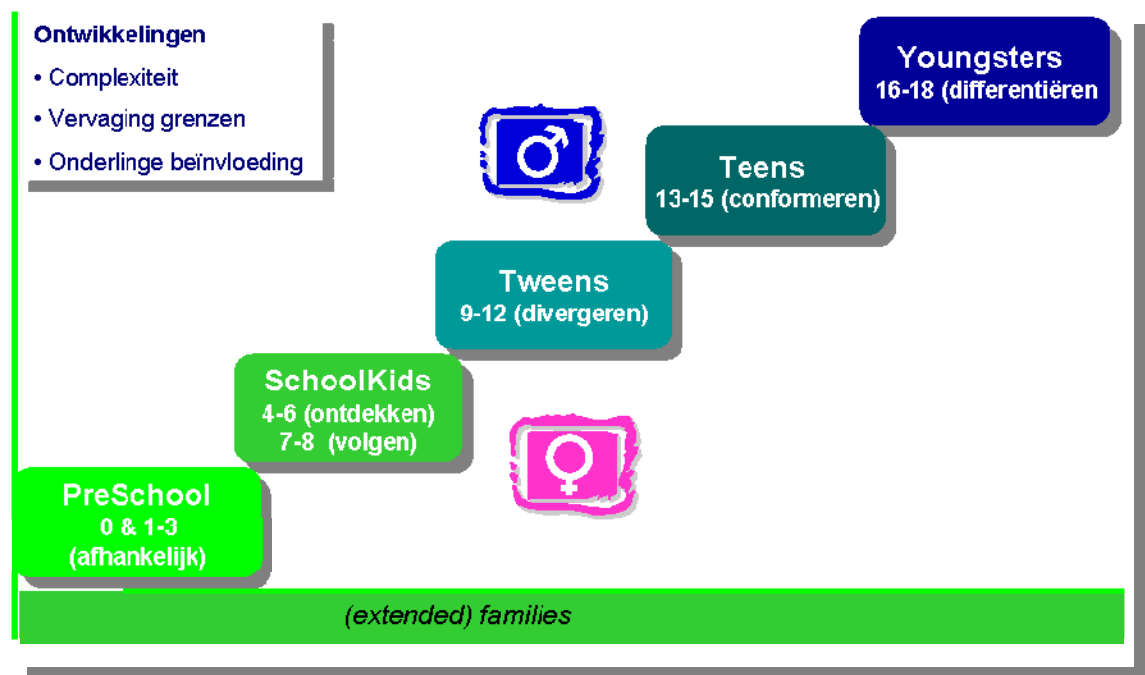 Ontwikkelingen
• Complexiteit
• Vervaging grenzen
• Onderlinge beïnvloeding
Youngsters
16-18 (differentiëren
Teens
13-15 (conformeren)
Tweens
9-12 (divergeren)
SchoolKids
4-6 (ontdekken)
7-8 (volgen)
PreSchool
0 & 1-3
(afhankelijk)
(extended) families